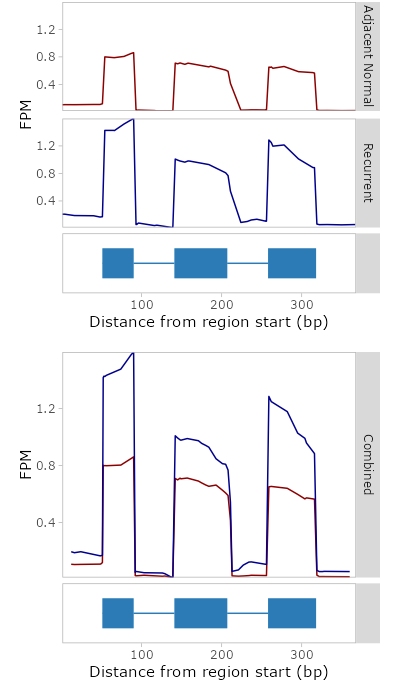 1.2
0.8
0.4
Adjacent Normal
FPM
1.2
0.8
0.4
Recurrent
100
200
300
Distance from region start (bp)
1.2
0.8
0.4
FPM
Combined
100
200
300
Distance from region start (bp)